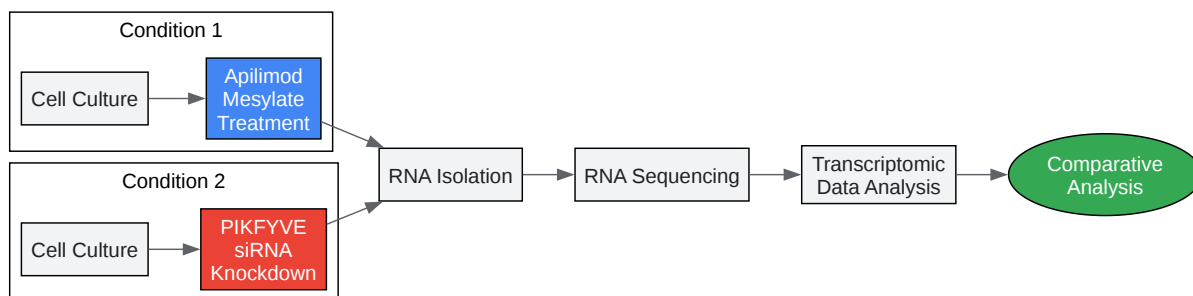 Condition 1
Cell Culture
Apilimod
Mesylate
Treatment
Condition 2
Cell Culture
PIKFYVE
siRNA
Knockdown
RNA Isolation
RNA Sequencing
Transcriptomic
Data Analysis
Comparative
Analysis